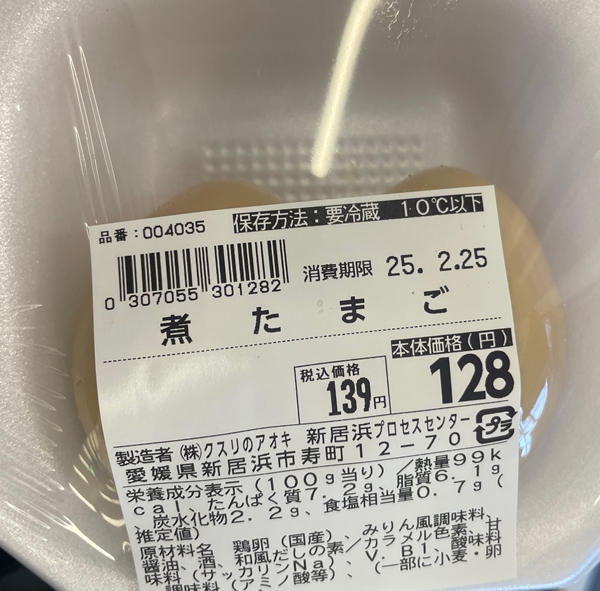 品番：004035 保存方法：要冷蔵 10℃以下
0 307055 301282 消費期限 25. 2.25
煮たまご
本体価格(円)
税込価格 128
139円
製造者 (株)クスリのアオキ 新居浜プロセスセンター プラ
愛媛県新居浜市寿町12-70
栄養成分表示(100g当り)／熱量99k
cal、たんぱく質7.2g、脂質6.1g
、炭水化物2.2g、食塩相当量0.7g(
推定値)
原材料名 鶏卵(国産)、みりん風調味料、
醤油、酒、和風だしの素／カラメル色素、甘
味料(サッカリンNa)、V.B1、酸味料
調味料(アミノ酸等)、(一部に小麦・卵